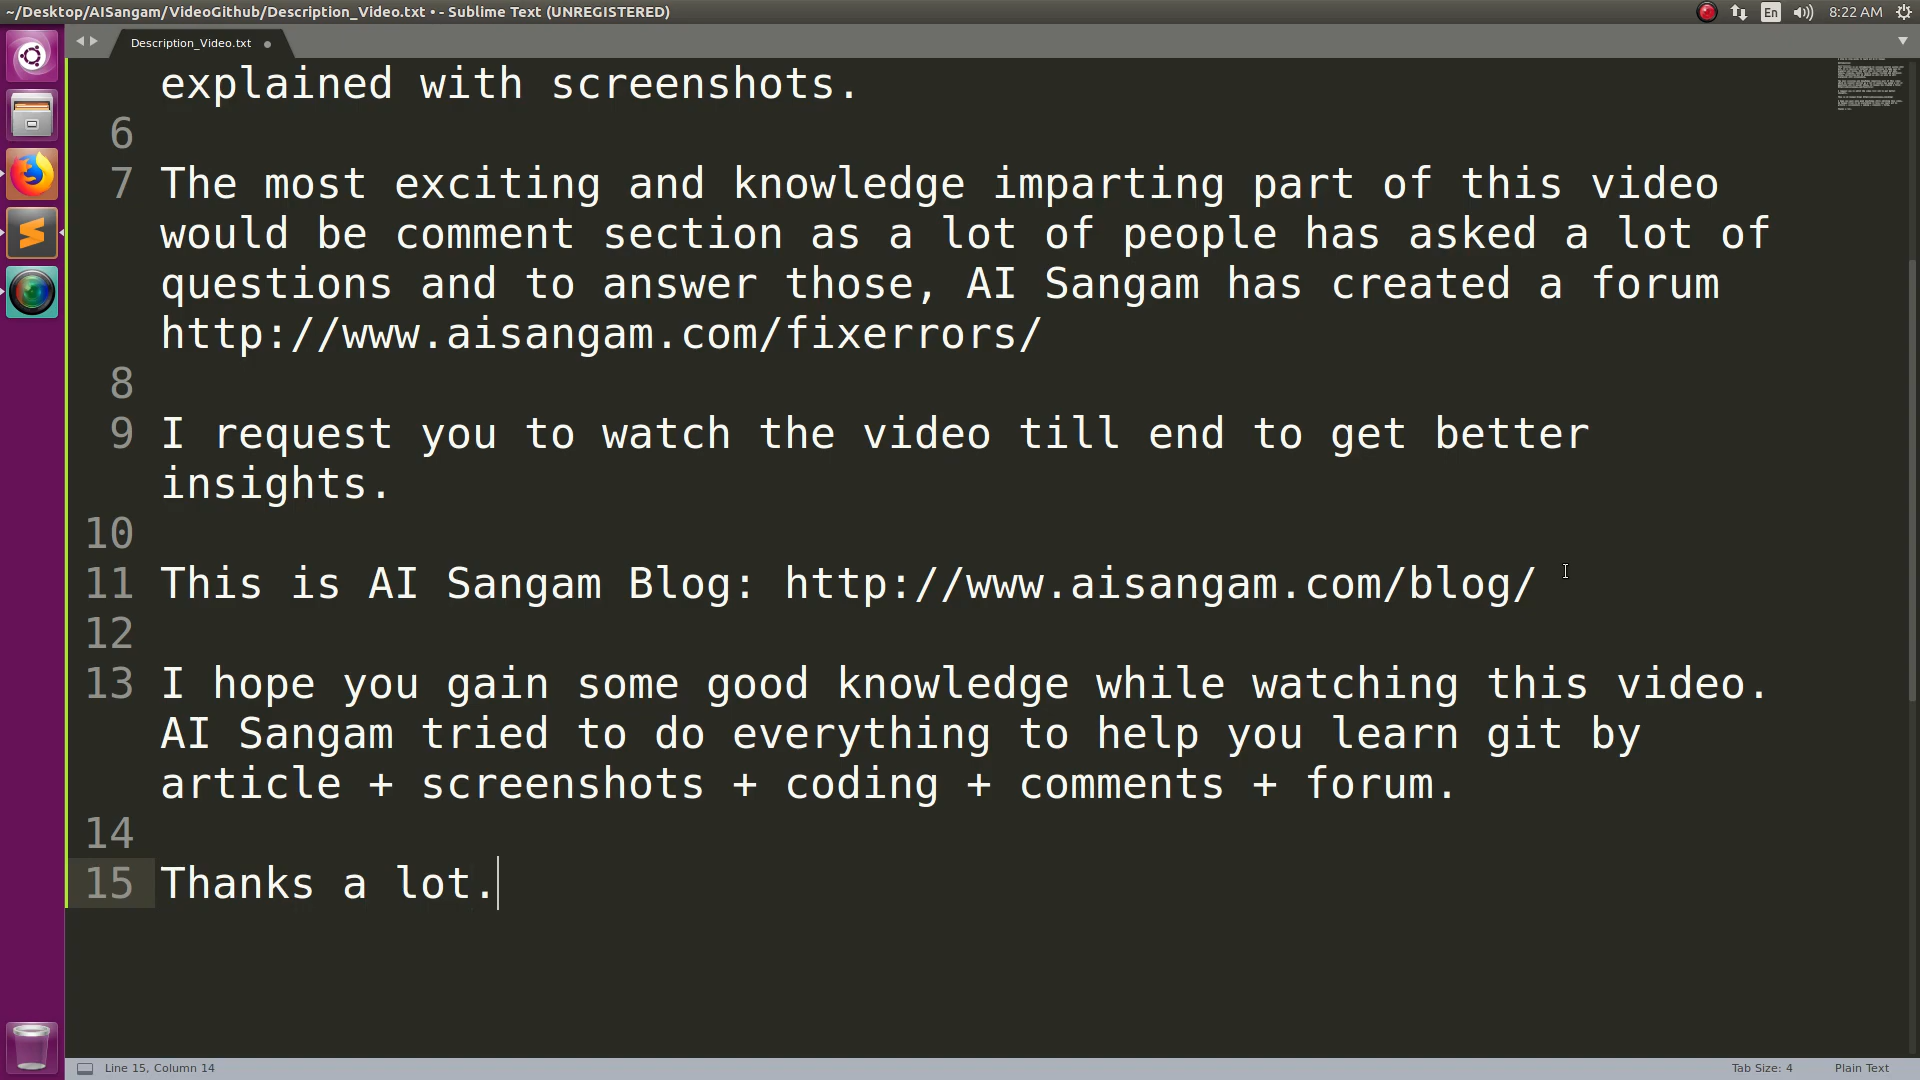 ~/Desktop/AISangam/VideoGithub/Description_Video.txt • - Sublime Text (UNREGISTERED)
En
8:22 AM
Description_Video.txt
explained with screenshots.
6
7 The most exciting and knowledge imparting part of this video
would be comment section as a lot of people has asked a lot of
questions and to answer those, AI Sangam has created a forum
http://www.aisangam.com/fixerrors/
8
9 I request you to watch the video till end to get better
insights.
10
11 This is AI Sangam Blog: http://www.aisangam.com/blog/
12
13 I hope you gain some good knowledge while watching this video.
AI Sangam tried to do everything to help you learn git by
article + screenshots + coding + comments + forum.
14
15 Thanks a lot.
Line 15, Column 14
Tab Size: 4
Plain Text